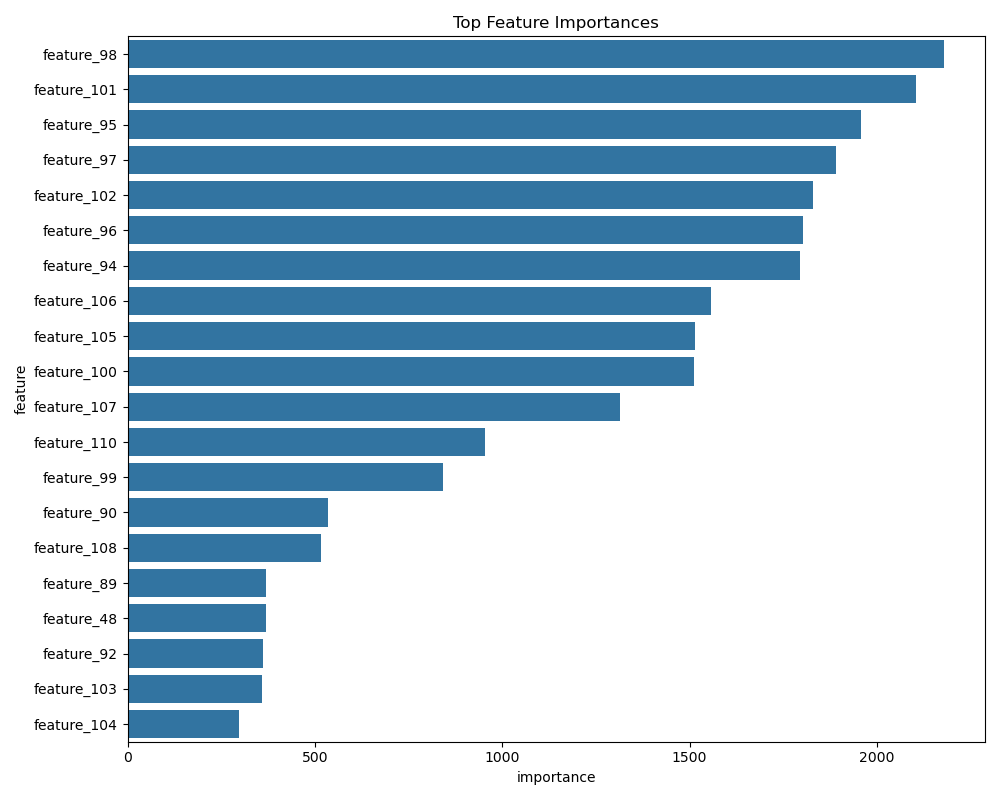 Top Feature Importances
feature_98
feature_101
feature_95
feature_97
feature_102
feature_96
feature_94
feature_106
feature_105
feature_100
feature_107
feature_110
feature_99
feature_90
feature_108
feature_89
feature_48
feature_92
feature_103
feature_104
feature
0 500 1000 1500 2000
importance